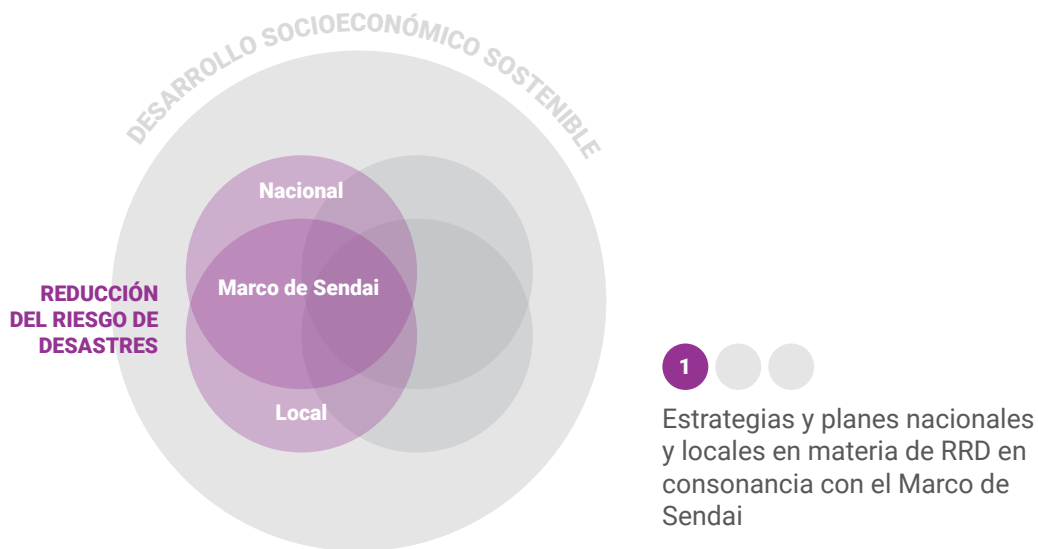 DESARROLLO SOCIOECONÓMICO SOSTENIBLE
Nacional
Marco de Sendai
REDUCCIÓN
DEL RIESGO DE
DESASTRES
Local
1
Estrategias y planes nacionales
y locales en materia de RRD en
consonancia con el Marco de
Sendai